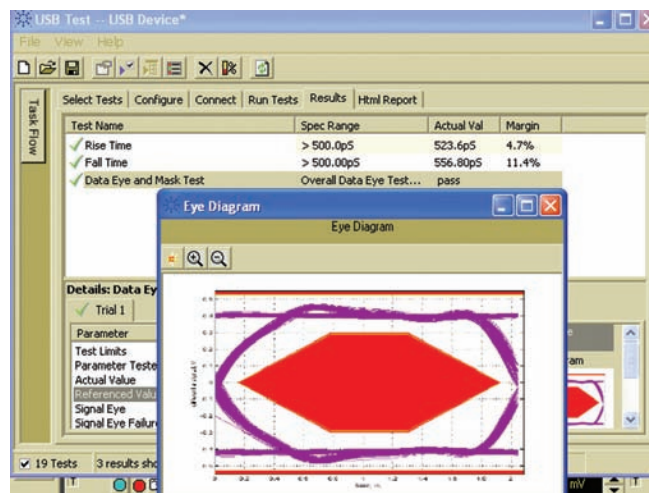 USB Test -- USB Device*
File View Help
Task Flow
Select Tests Configure Connect Run Tests Results Html Report
Test Name Spec Range Actual Val Margin
Rise Time > 500.0pS 523.6pS 4.7%
Fall Time > 500.00pS 556.80pS 11.4%
Data Eye and Mask Test Overall Data Eye Test... pass
Eye Diagram
Eye Diagram
Details: Data Ey
Trial 1
Parameter
Test Limits
Parameter Teste
Actual Value
Referenced Valu
Signal Eye
Signal Eye Failur
am
19 Tests 3 results sho
mV